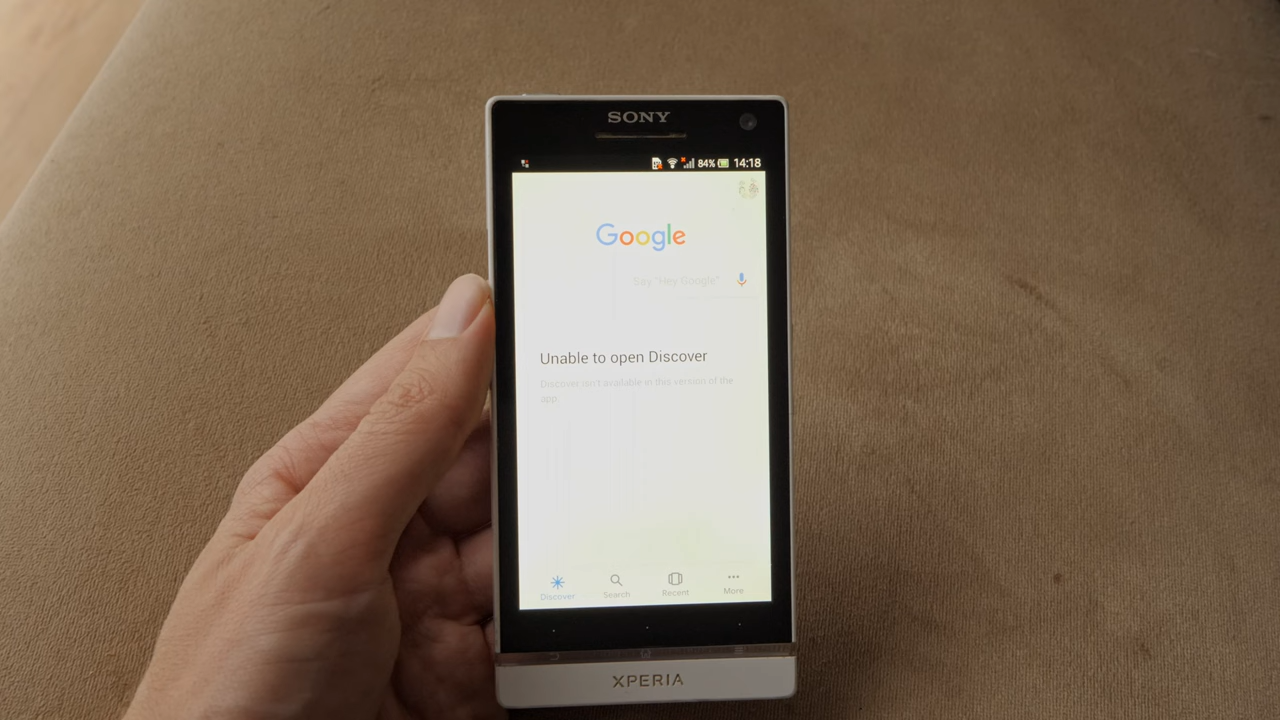 SONY
84% 14:18
Google
Say "Hey Google"
Unable to open Discover
Discover isn't available in this version of the
app.
Discover Search Recent More
XPERIA